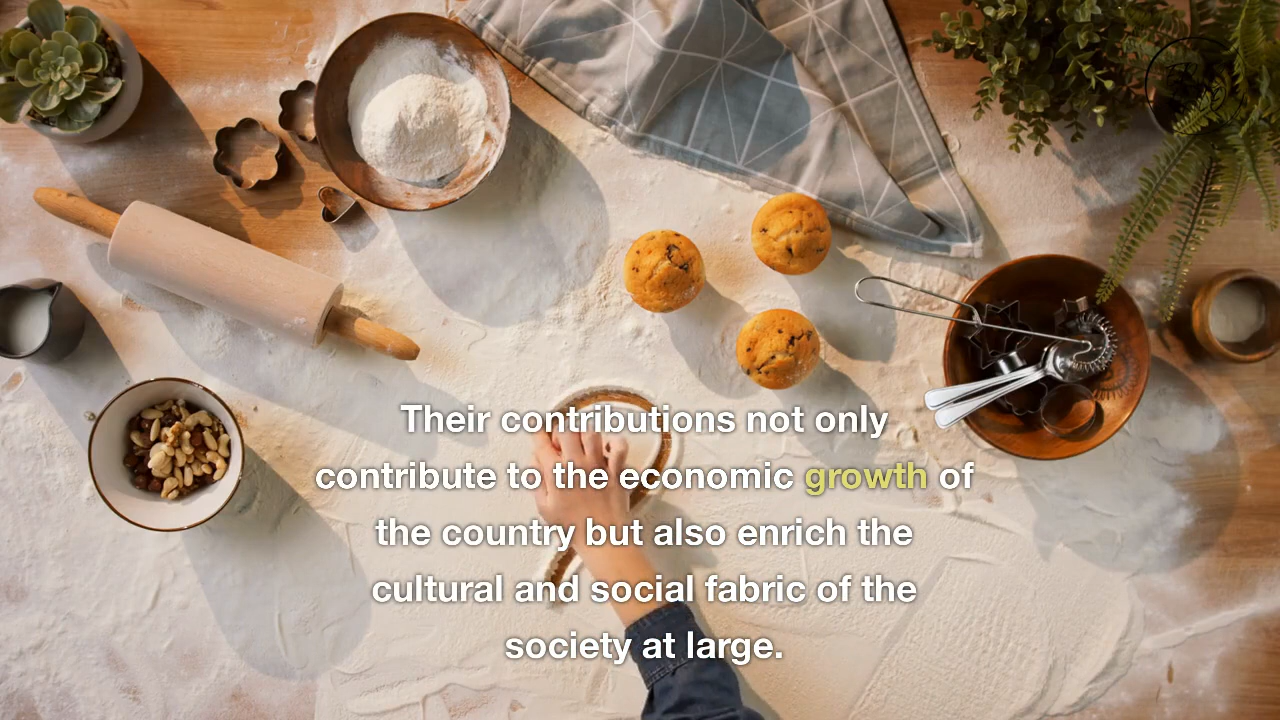 Their contributions not only
contribute to the economic growth of
the country but also enrich the
cultural and social fabric of the
society at large.